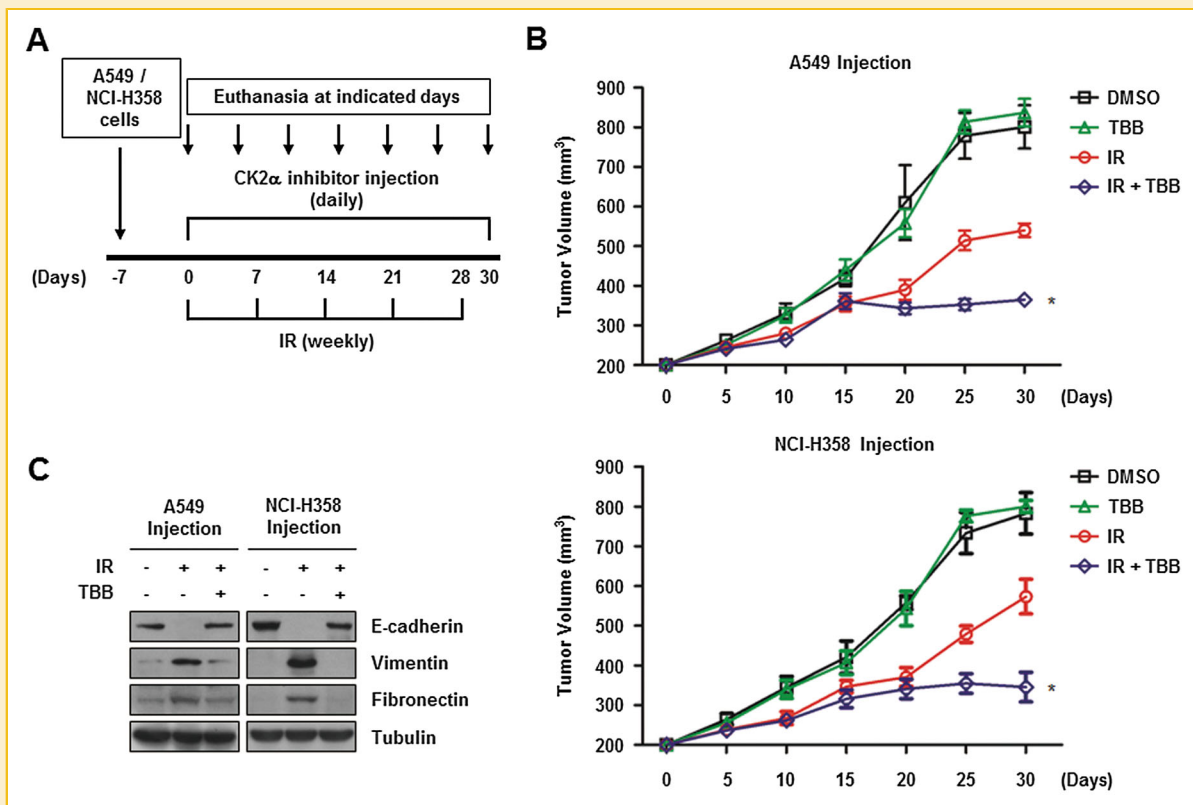 A
A549 /
NCI-H358
cells
Euthanasia at indicated days
CK2α inhibitor injection
(daily)
(Days) -7 0 7 14 21 28 30
IR (weekly)
B
A549 Injection
Tumor Volume (mm³)
900
800
700
600
500
400
300
200
0 5 10 15 20 25 30 (Days)
DMSO
TBB
IR
IR + TBB
*
NCI-H358 Injection
Tumor Volume (mm³)
900
800
700
600
500
400
300
200
0 5 10 15 20 25 30 (Days)
DMSO
TBB
IR
IR + TBB
*
C
A549
Injection
NCI-H358
Injection
IR - + + - + +
TBB - - + - - +
E-cadherin
Vimentin
Fibronectin
Tubulin